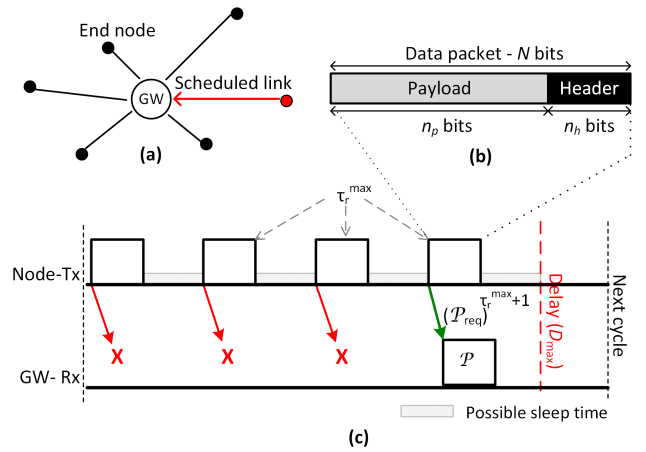 End node
GW
Scheduled link
(a)
Data packet - N bits
Payload
Header
n_p bits
n_h bits
(b)
τ_r^max
Node-Tx
X
X
X
(𝒫_req)^τ_r^max+1
𝒫
GW- Rx
Delay (D_max)
Next cycle
Possible sleep time
(c)